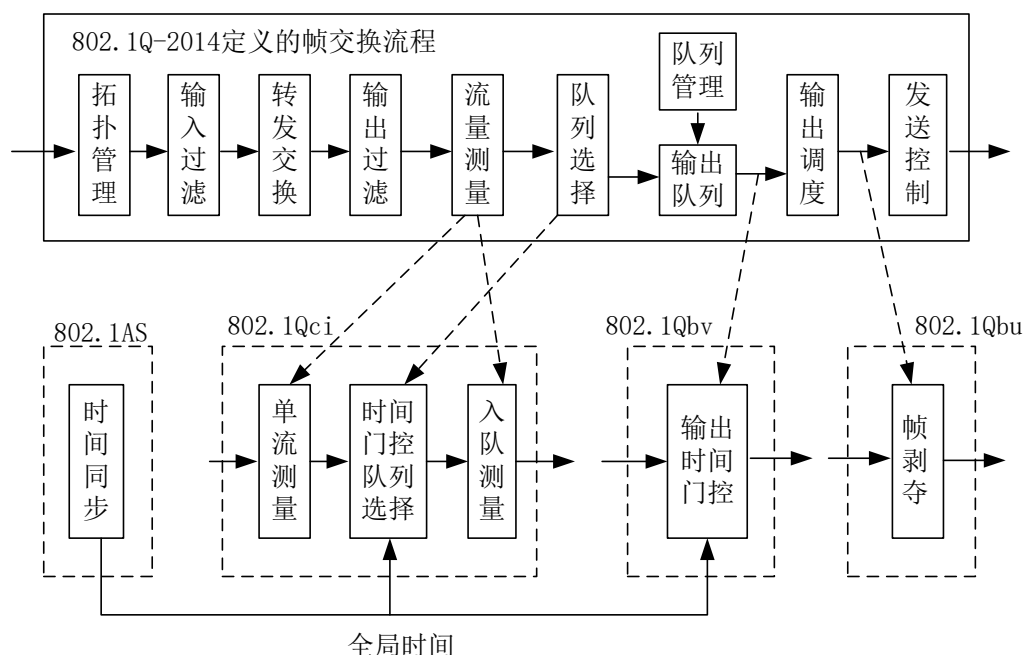 802.1Q-2014定义的帧交换流程
拓扑管理
输入过滤
转发交换
输出过滤
流量测量
队列选择
队列
管理
输出
队列
输出调度
发送控制
802.1AS
802.1Qci
802.1Qbv
802.1Qbu
时间同步
单流测量
时间
门控
队列
选择
入队测量
输出
时间
门控
帧剥夺
全局时间